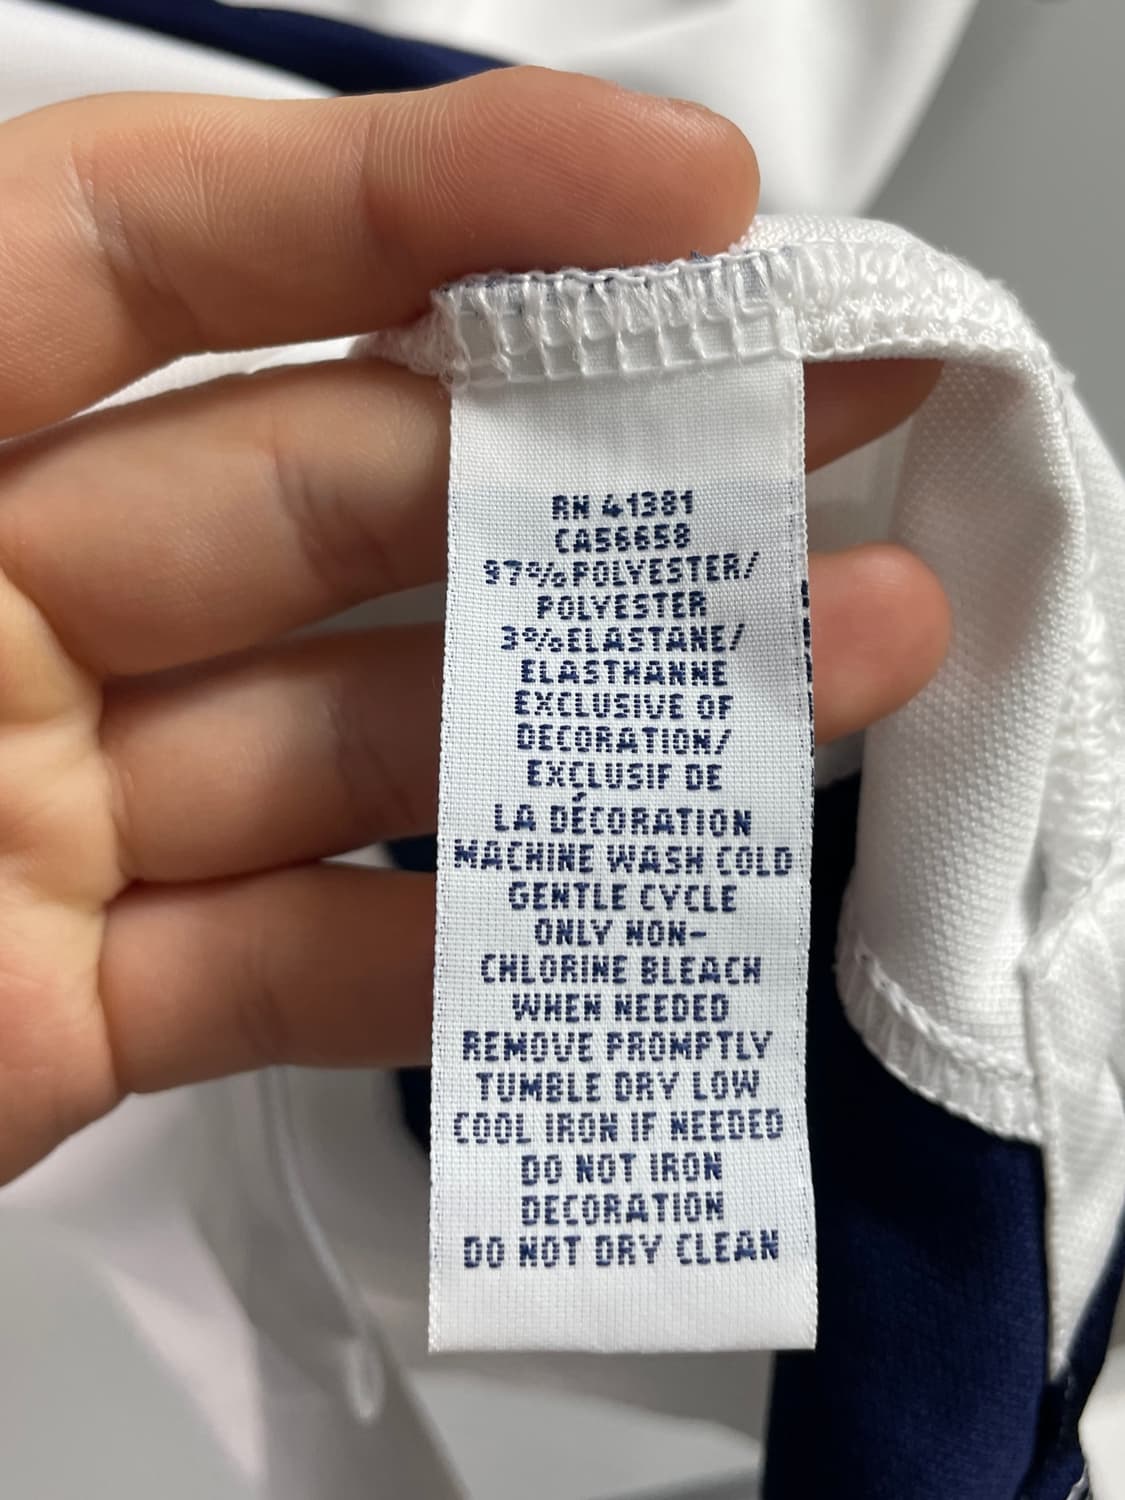 RN 41381
CA56658
97%POLYESTER/
POLYESTER
3%ELASTANE/
ELASTHANNE
EXCLUSIVE OF
DECORATION/
EXCLUSIF DE
LA DÉCORATION
MACHINE WASH COLD
GENTLE CYCLE
ONLY NON-
CHLORINE BLEACH
WHEN NEEDED
REMOVE PROMPTLY
TUMBLE DRY LOW
COOL IRON IF NEEDED
DO NOT IRON
DECORATION
DO NOT DRY CLEAN